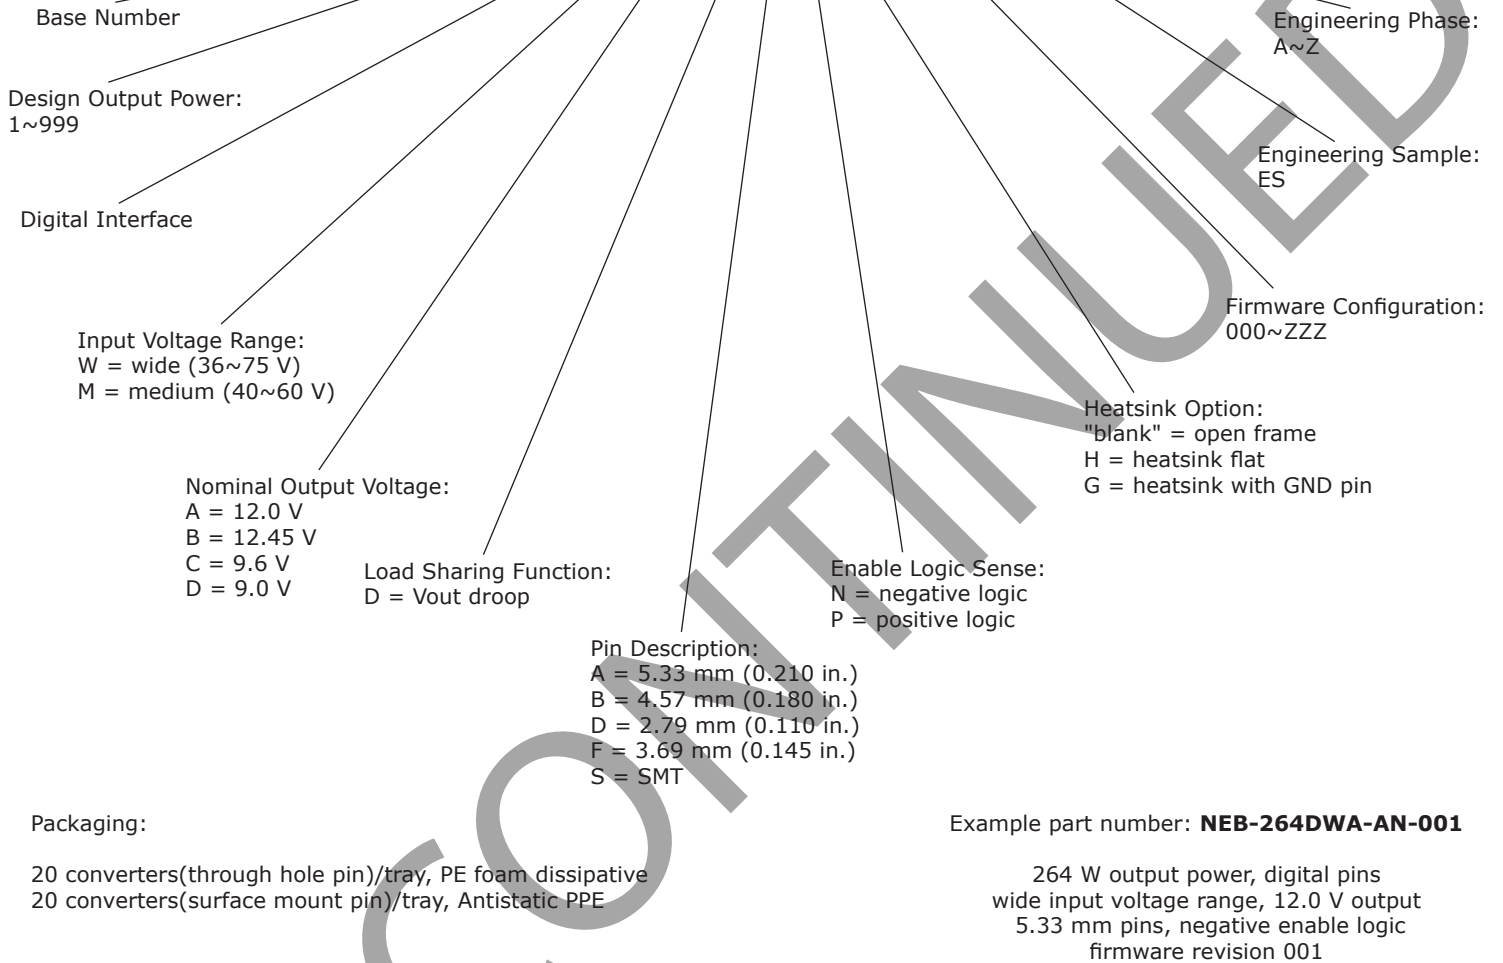 Base Number
Engineering Phase:
A~Z
Design Output Power:
1~999
Engineering Sample:
ES
Digital Interface
Firmware Configuration:
000~ZZZ
Input Voltage Range:
W = wide (36~75 V)
M = medium (40~60 V)
Heatsink Option:
"blank" = open frame
H = heatsink flat
G = heatsink with GND pin
Nominal Output Voltage:
A = 12.0 V
B = 12.45 V
C = 9.6 V
D = 9.0 V
Load Sharing Function:
D = Vout droop
Enable Logic Sense:
N = negative logic
P = positive logic
Pin Description:
A = 5.33 mm (0.210 in.)
B = 4.57 mm (0.180 in.)
D = 2.79 mm (0.110 in.)
F = 3.69 mm (0.145 in.)
S = SMT
Packaging:
20 converters(through hole pin)/tray, PE foam dissipative
20 converters(surface mount pin)/tray, Antistatic PPE
Example part number: NEB-264DWA-AN-001
264 W output power, digital pins
wide input voltage range, 12.0 V output
5.33 mm pins, negative enable logic
firmware revision 001
CONTINUED